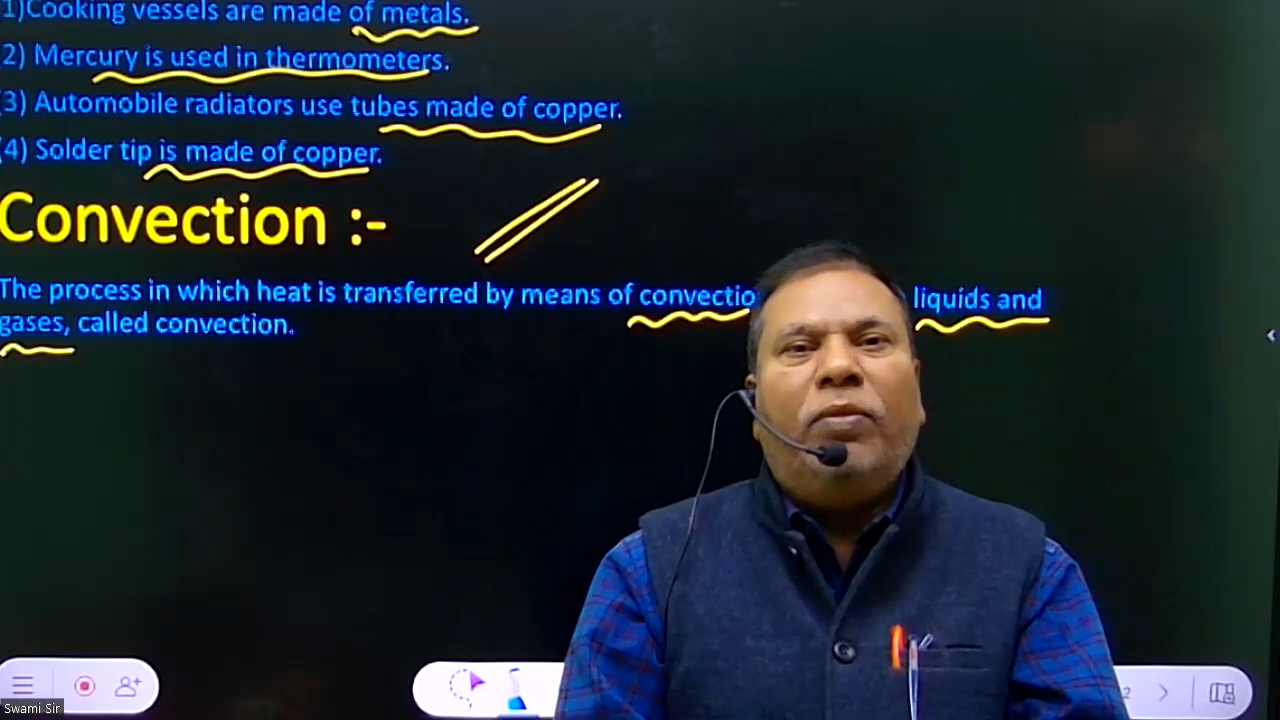 1)Cooking vessels are made of metals.
2) Mercury is used in thermometers.
(3) Automobile radiators use tubes made of copper.
(4) Solder tip is made of copper.
Convection :-
The process in which heat is transferred by means of convectio liquids and
gases, called convection.
2
Swami Sir